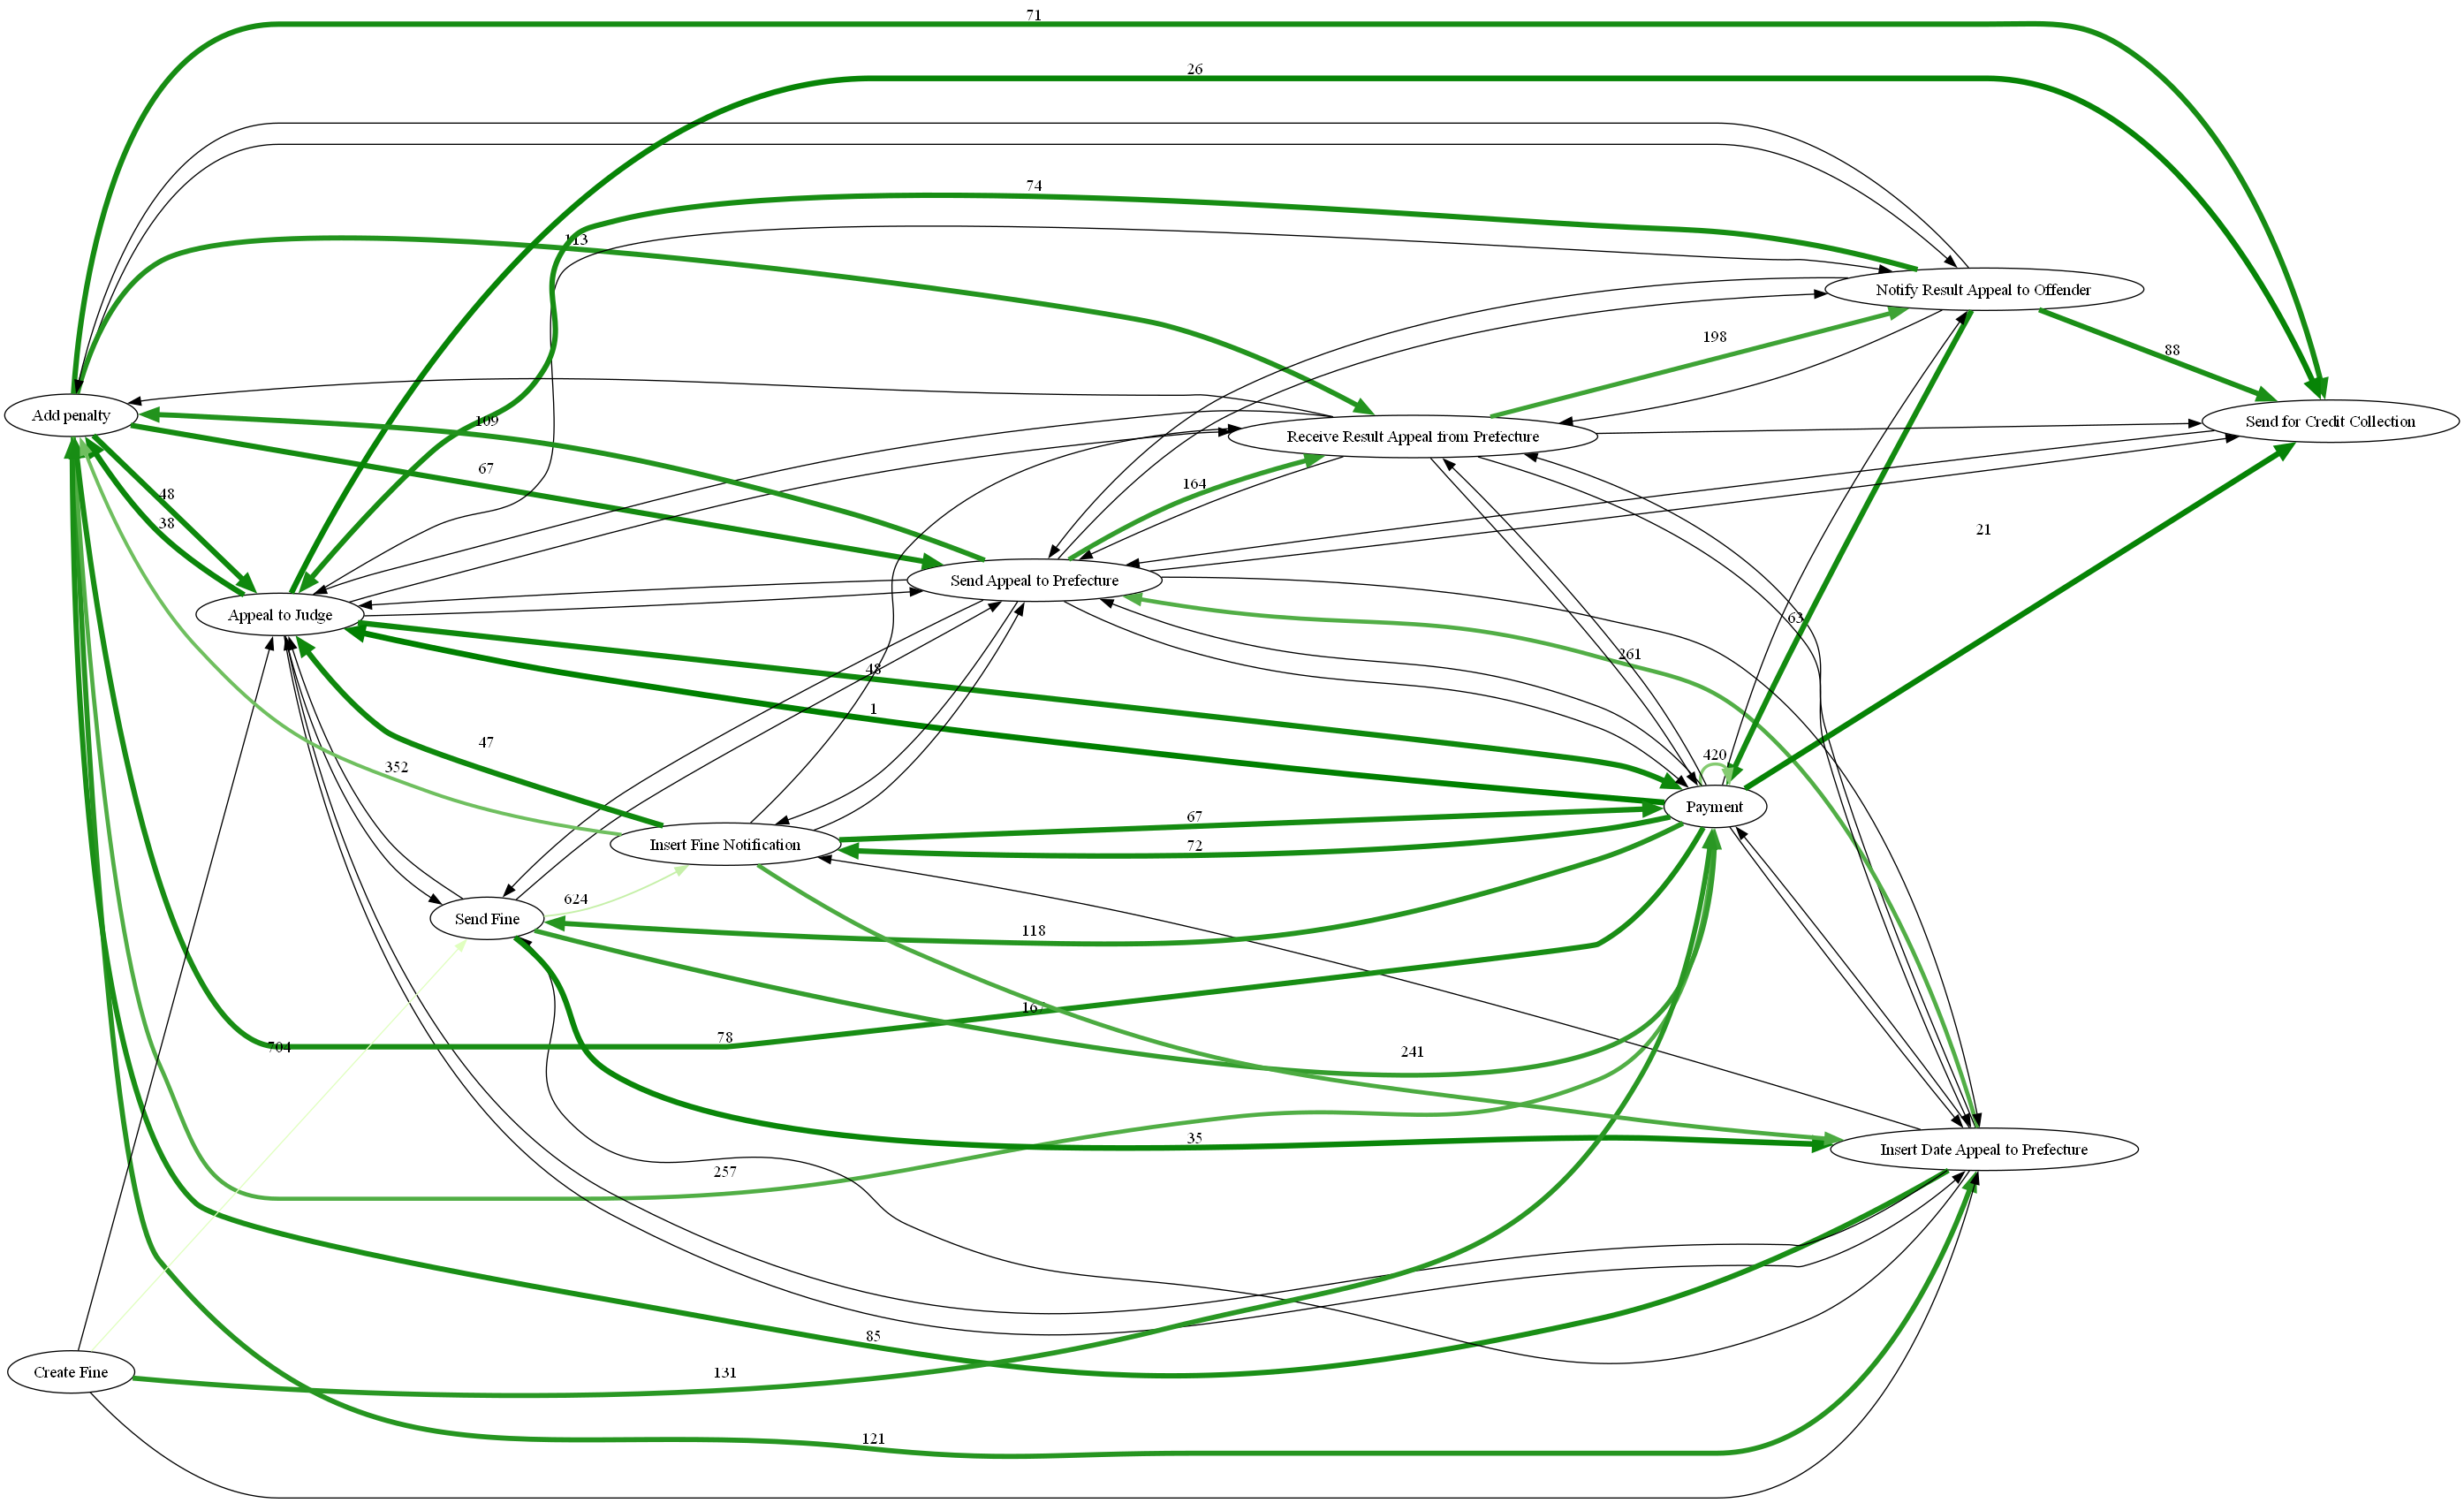 71
26
74
113
Notify Result Appeal to Offender
198
88
Add penalty
109
Receive Result Appeal from Prefecture
Send for Credit Collection
67
164
48
38
21
Send Appeal to Prefecture
Appeal to Judge
63
261
48
1
47
420
352
Payment
67
Insert Fine Notification
72
624
Send Fine
118
167
78
704
241
35
Insert Date Appeal to Prefecture
257
85
Create Fine
131
121